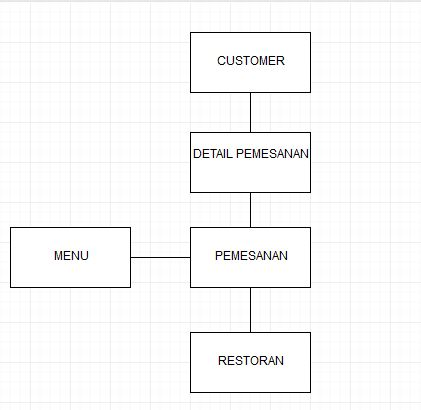 CUSTOMER
DETAIL PEMESANAN
MENU
PEMESANAN
RESTORAN